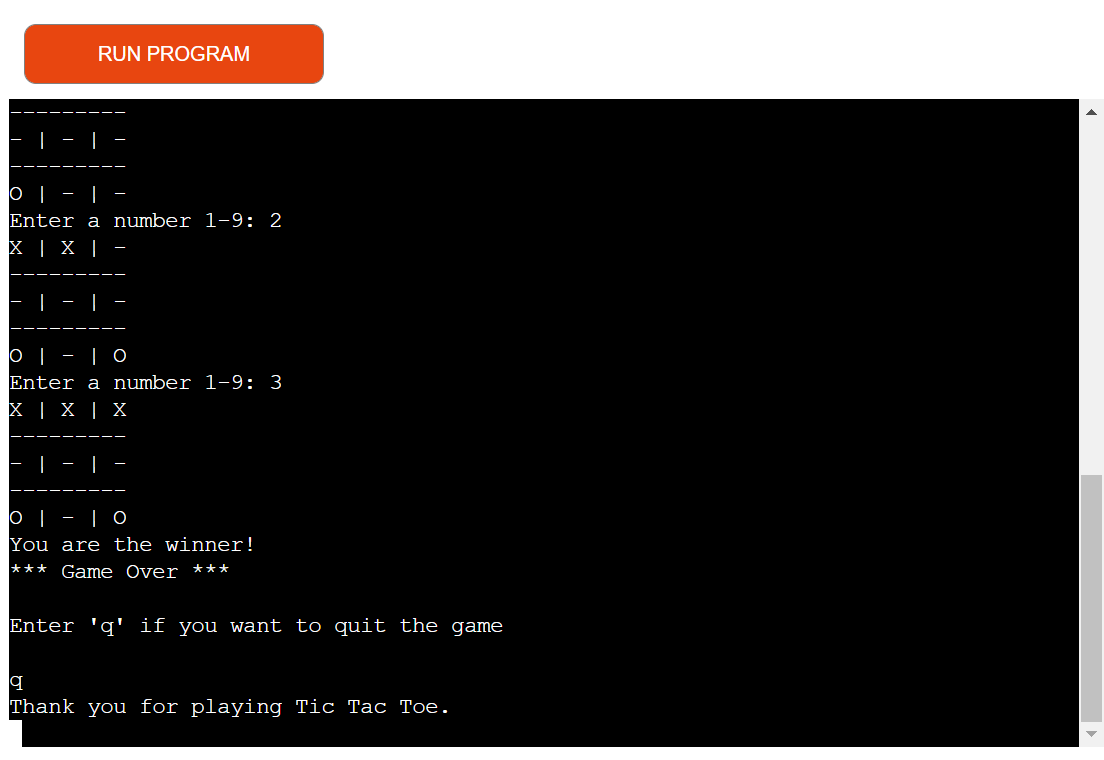 RUN PROGRAM
---------
- | - | -
---------
O | - | -
Enter a number 1-9: 2
X | X | -
---------
- | - | -
---------
O | - | O
Enter a number 1-9: 3
X | X | X
---------
- | - | -
---------
O | - | O
You are the winner!
*** Game Over ***
Enter 'q' if you want to quit the game
q
Thank you for playing Tic Tac Toe.